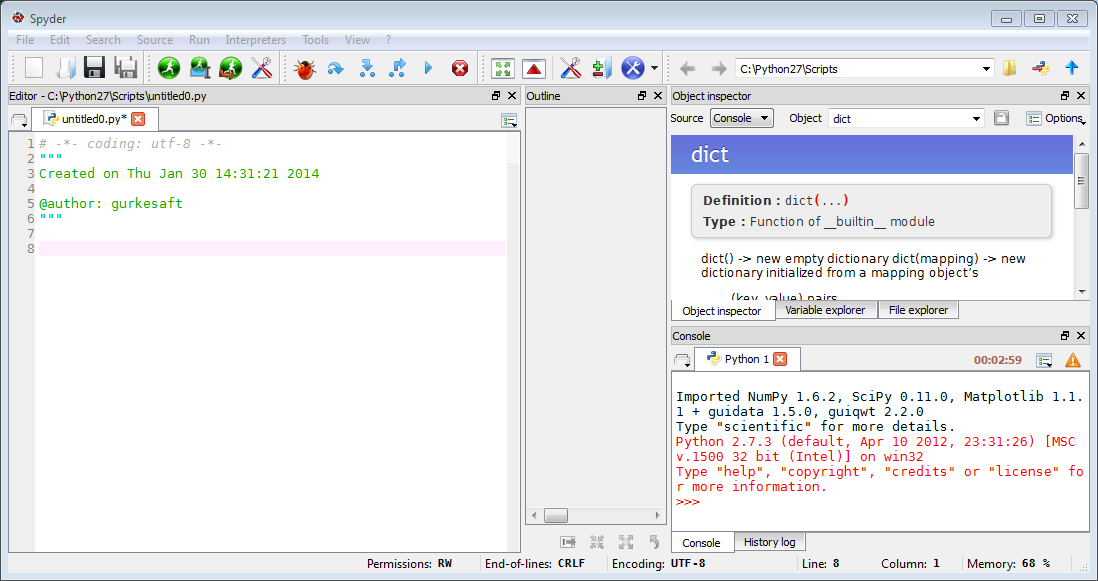 Spyder
File Edit Search Source Run Interpreters Tools View ?
C:\Python27\Scripts
Editor - C:\Python27\Scripts\untitled0.py
untitled0.py*
1 # -*- coding: utf-8 -*-
2 """
3 Created on Thu Jan 30 14:31:21 2014
4
5 @author: gurkesaft
6 """
7
8
Outline
Object inspector
Source Console Object dict Options
dict
Definition : dict(...)
Type : Function of __builtin__ module
dict() -> new empty dictionary dict(mapping) -> new
dictionary initialized from a mapping object’s
(key, value) pairs
Object inspector Variable explorer File explorer
Console
Python 1 00:02:59
Imported NumPy 1.6.2, SciPy 0.11.0, Matplotlib 1.1.
1 + guidata 1.5.0, guiqwt 2.2.0
Type "scientific" for more details.
Python 2.7.3 (default, Apr 10 2012, 23:31:26) [MSC
v.1500 32 bit (Intel)] on win32
Type "help", "copyright", "credits" or "license" fo
r more information.
>>>
Console History log
Permissions: RW End-of-lines: CRLF Encoding: UTF-8 Line: 8 Column: 1 Memory: 68 %